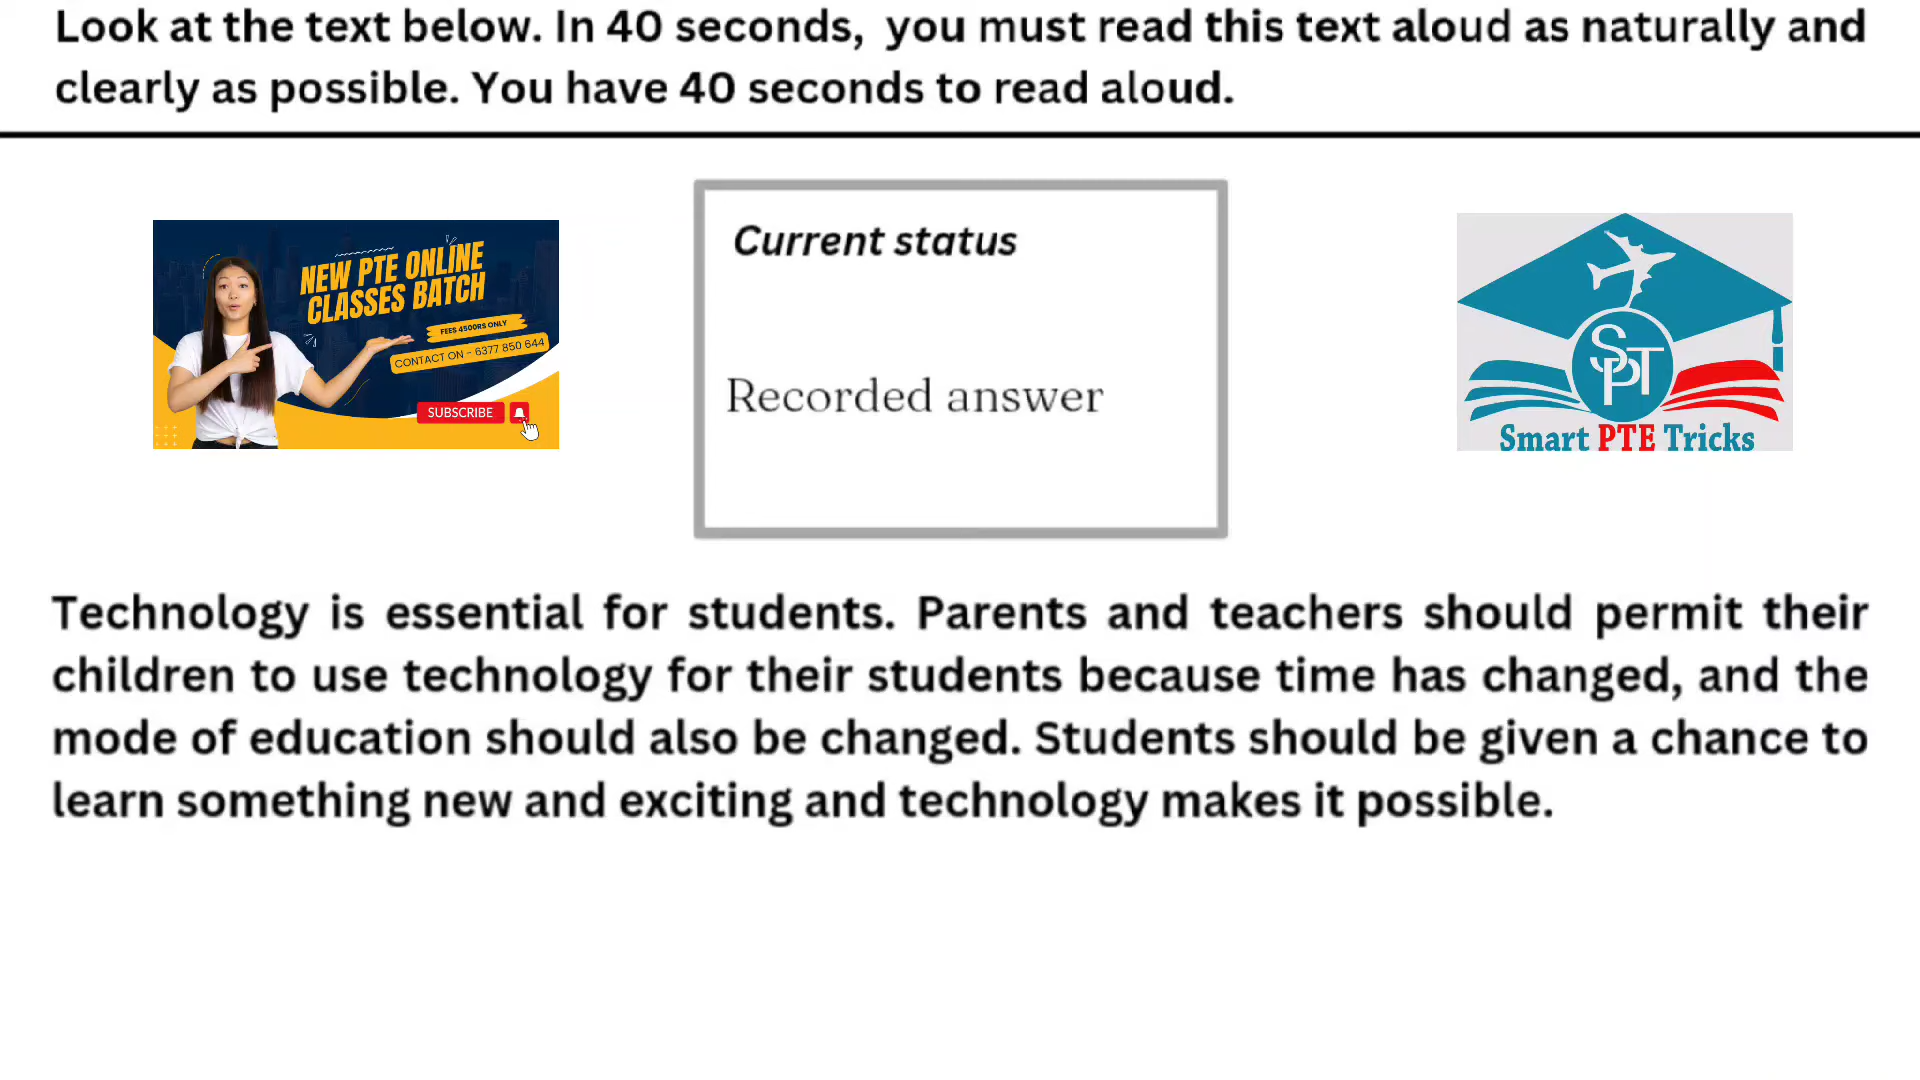 Look at the text below. In 40 seconds, you must read this text aloud as naturally and
clearly as possible. You have 40 seconds to read aloud.
NEW PTE ONLINE
CLASSES BATCH
FEES 4500RS ONLY
CONTACT ON - 6377 850 644
SUBSCRIBE
Current status
Recorded answer
SPT
Smart PTE Tricks
Technology is essential for students. Parents and teachers should permit their
children to use technology for their students because time has changed, and the
mode of education should also be changed. Students should be given a chance to
learn something new and exciting and technology makes it possible.